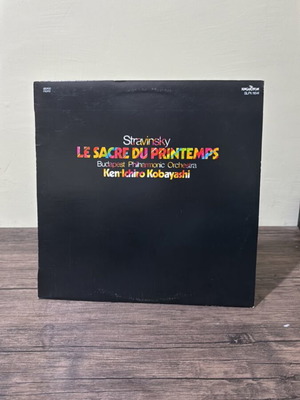 Stravinsky
LE SACRE DU PRINTEMPS
Budapest Philharmonic Orchestra
Ken-Ichiro Kobayashi